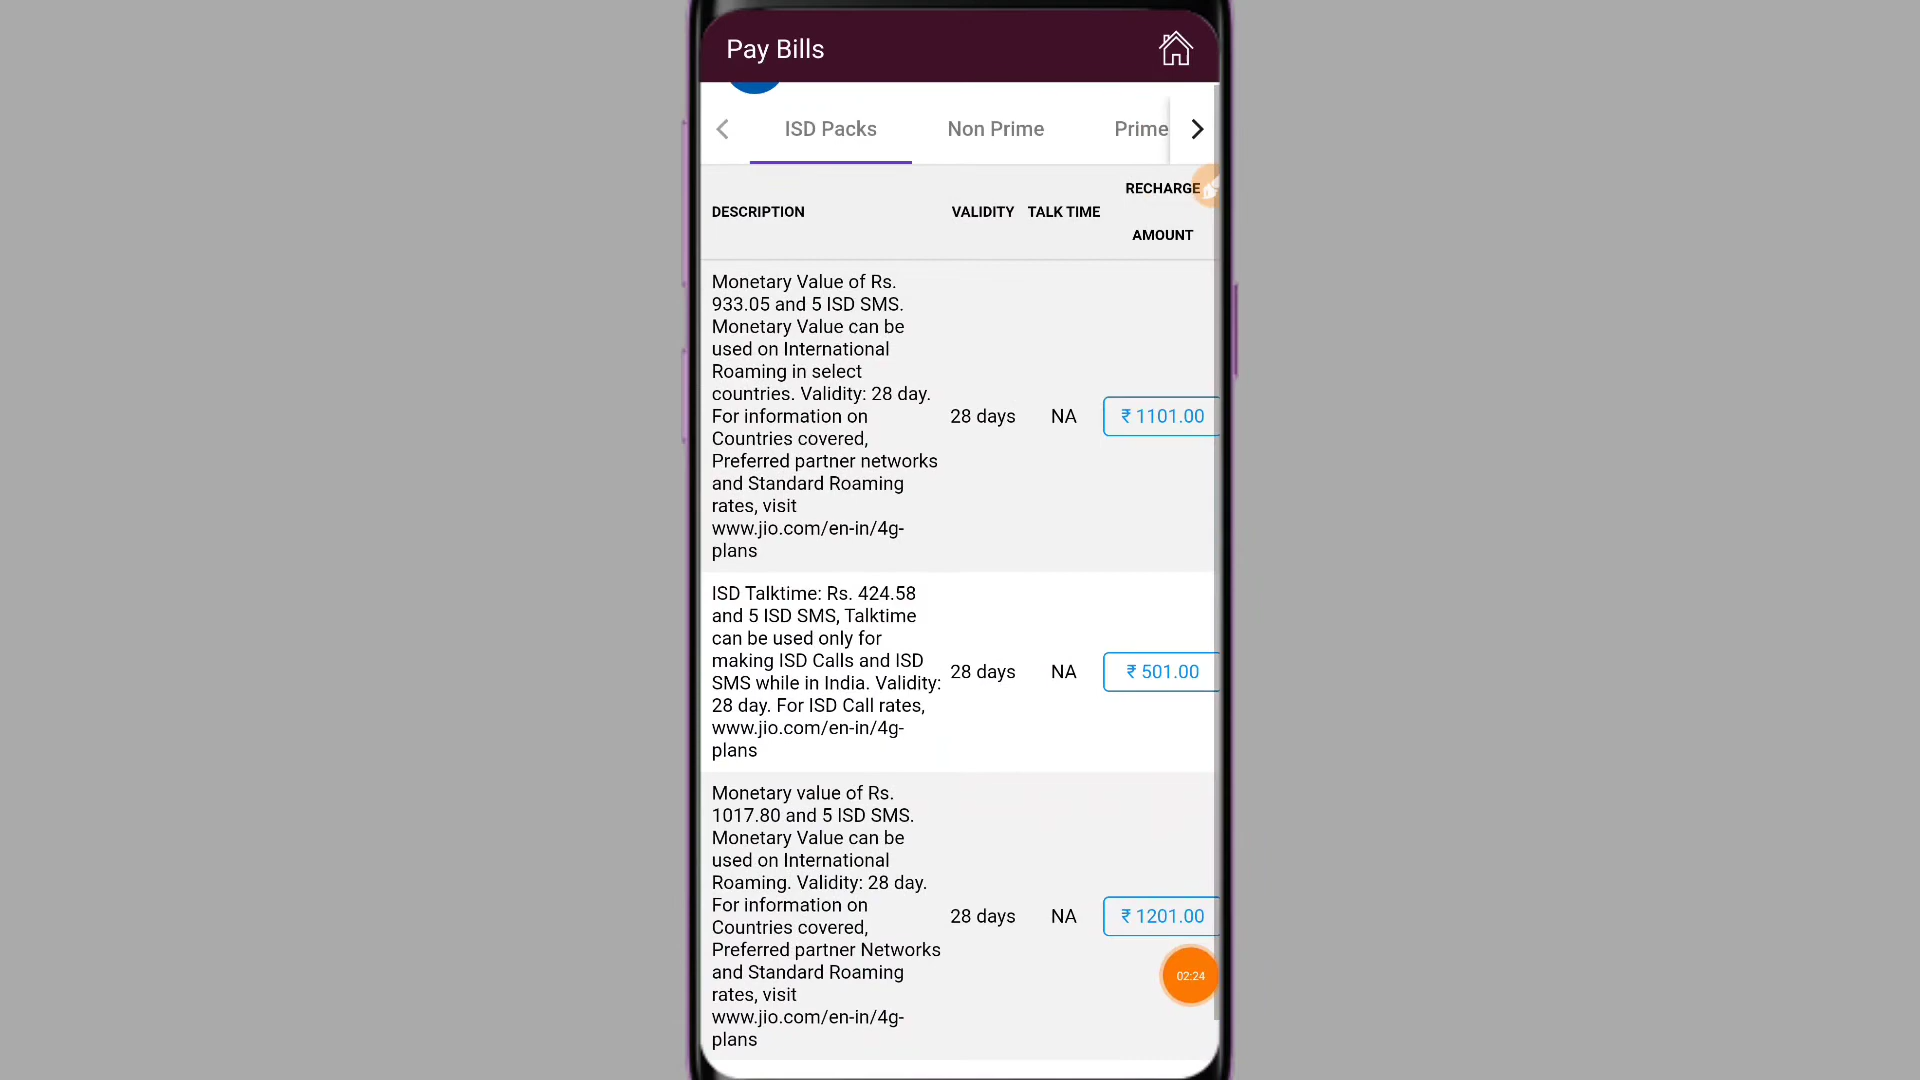 Pay Bills
ISD Packs
Non Prime
Prime
DESCRIPTION
VALIDITY
TALK TIME
RECHARGE
AMOUNT
Monetary Value of Rs.
933.05 and 5 ISD SMS.
Monetary Value can be
used on International
Roaming in select
countries. Validity: 28 day.
For information on
Countries covered,
Preferred partner networks
and Standard Roaming
rates, visit
www.jio.com/en-in/4g-
plans
28 days
NA
₹ 1101.00
ISD Talktime: Rs. 424.58
and 5 ISD SMS, Talktime
can be used only for
making ISD Calls and ISD
SMS while in India. Validity:
28 day. For ISD Call rates,
www.jio.com/en-in/4g-
plans
28 days
NA
₹ 501.00
Monetary value of Rs.
1017.80 and 5 ISD SMS.
Monetary Value can be
used on International
Roaming. Validity: 28 day.
For information on
Countries covered,
Preferred partner Networks
and Standard Roaming
rates, visit
www.jio.com/en-in/4g-
plans
28 days
NA
₹ 1201.00
02:24